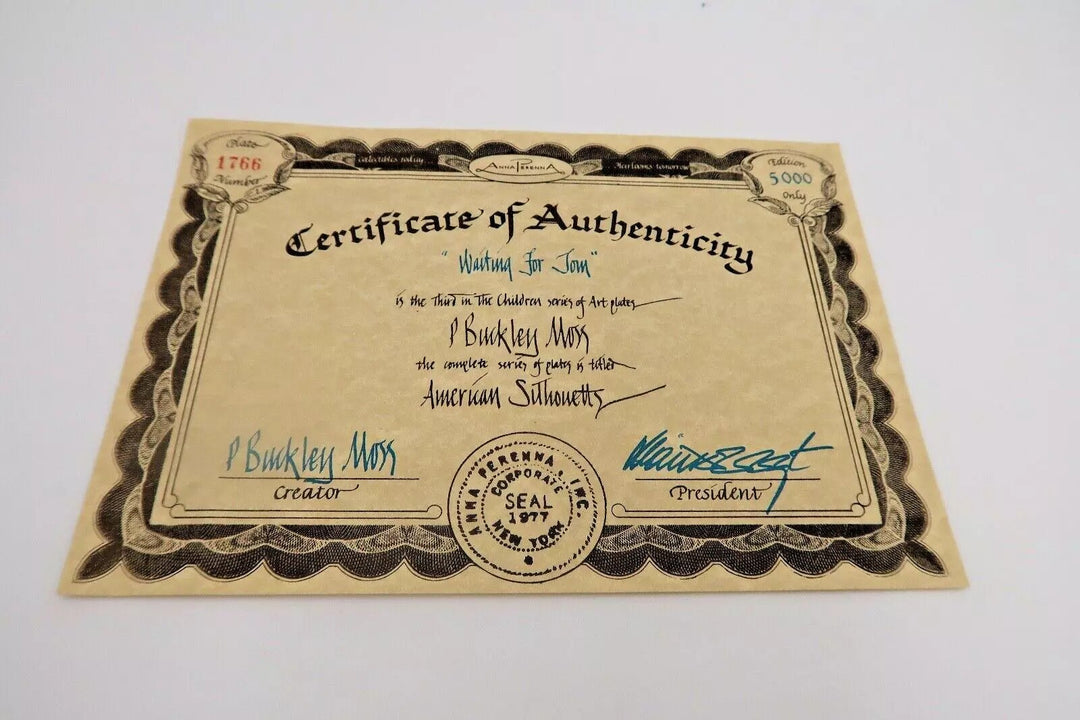 Plate
1766
Number
Collectibles today
ANNA PERENNA
Heirlooms tomorrow
Edition
5000
only
Certificate of Authenticity
"Waiting For Tom"
is the third in the Children series of Art plates
P Buckley Moss
the complete series of plates is titled
American Silhouettes
P Buckley Moss
Creator
President
ANNA PERENNA, INC.
CORPORATE
SEAL
1977
NEW YORK